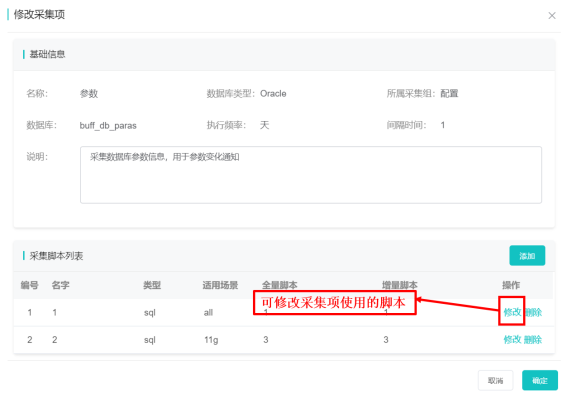 修改采集项
基础信息
名称: 参数 数据库类型: Oracle 所属采集组: 配置
数据库: buff_db_paras 执行频率: 天 间隔时间: 1
说明: 采集数据库参数信息，用于参数变化通知
采集脚本列表 添加
编号 名字 类型 适用场景 全量脚本 增量脚本 操作
可修改采集项使用的脚本
1 1 sql all 1 1 修改 删除
2 2 sql 11g 3 3 修改 删除
取消 确定